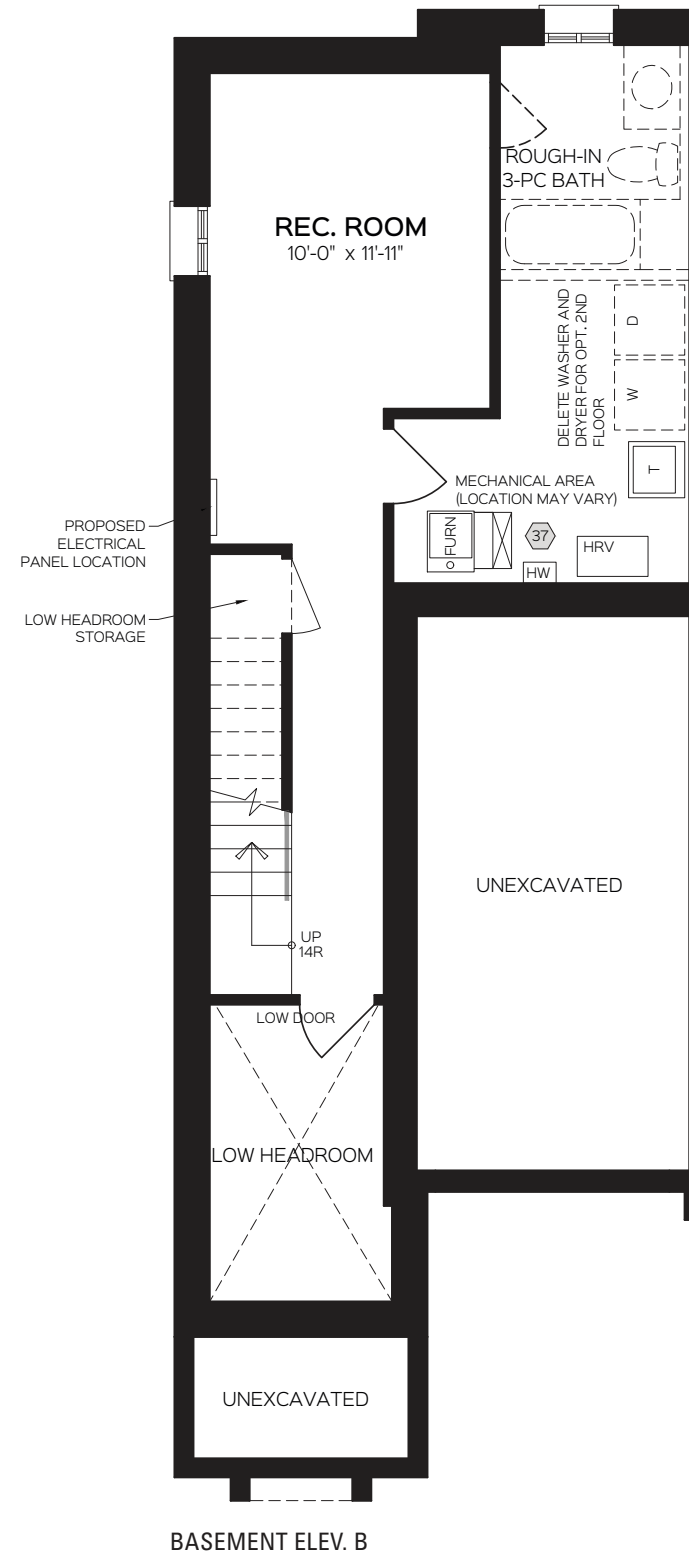 ROUGH-IN
3-PC BATH
REC. ROOM
10'-0" x 11'-11"
DELETE WASHER AND
DRYER FOR OPT. 2ND
FLOOR
D
W
T
MECHANICAL AREA
(LOCATION MAY VARY)
FURN
37
HRV
HW
PROPOSED
ELECTRICAL
PANEL LOCATION
LOW HEADROOM
STORAGE
UNEXCAVATED
UP
14R
LOW DOOR
LOW HEADROOM
UNEXCAVATED
BASEMENT ELEV. B